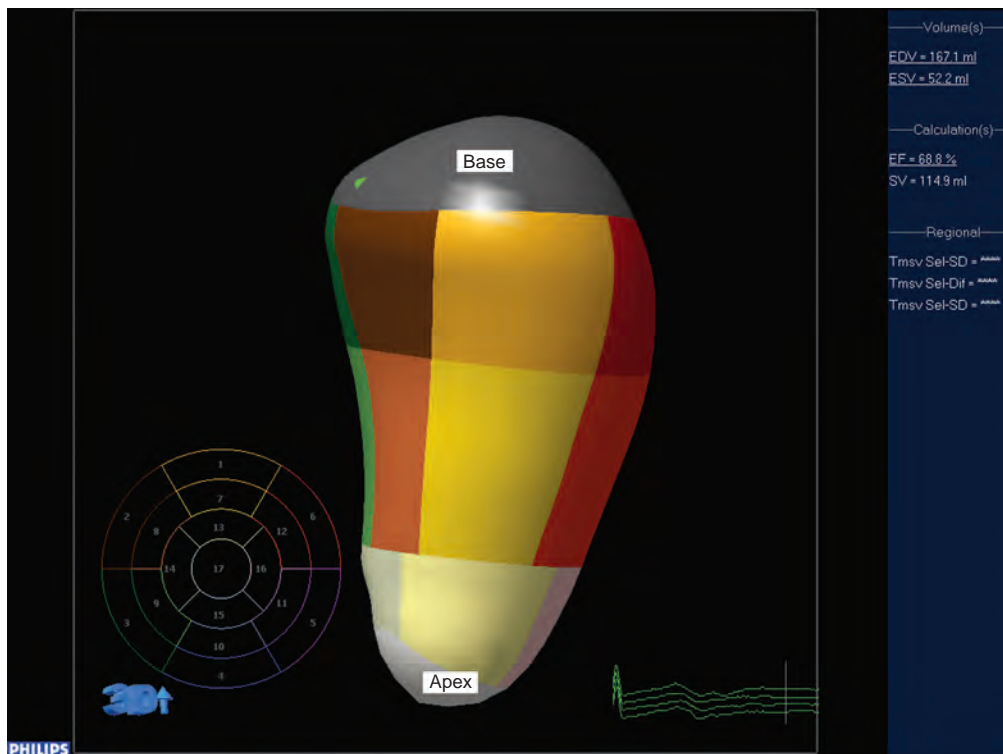 Volume(s)
EDV = 167.1 ml
ESV = 52.2 ml
Calculation(s)
EF = 68.8 %
SV = 114.9 ml
Regional
Tmsv Sel-SD = ****
Tmsv Sel-Dif = ****
Tmsv Sel-SD = ****
Base
Apex
1
2
7
6
8
13
12
14
17
16
9
15
11
3
10
5
4
3D
PHILIPS